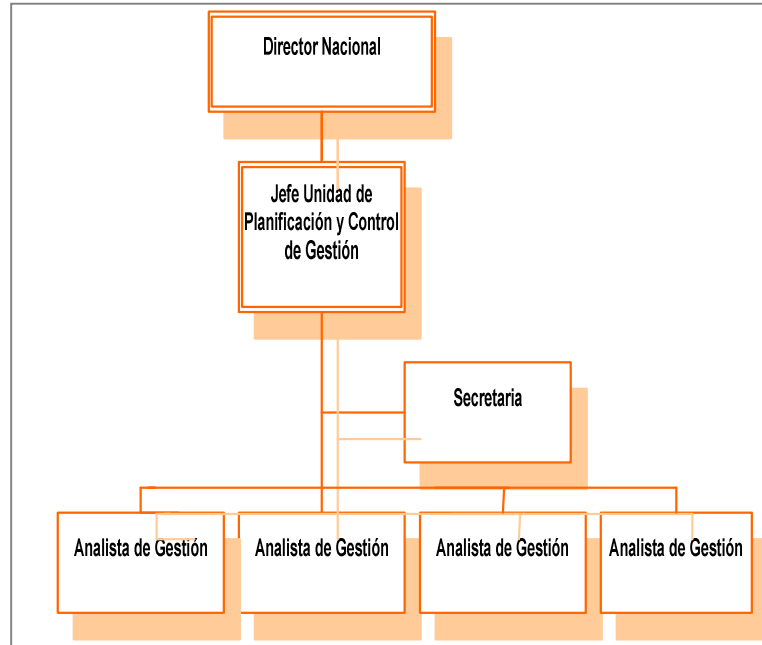 Director Nacional
Jefe Unidad de
Planificación y Control
de Gestión
Secretaria
Analista de Gestión
Analista de Gestión
Analista de Gestión
Analista de Gestión